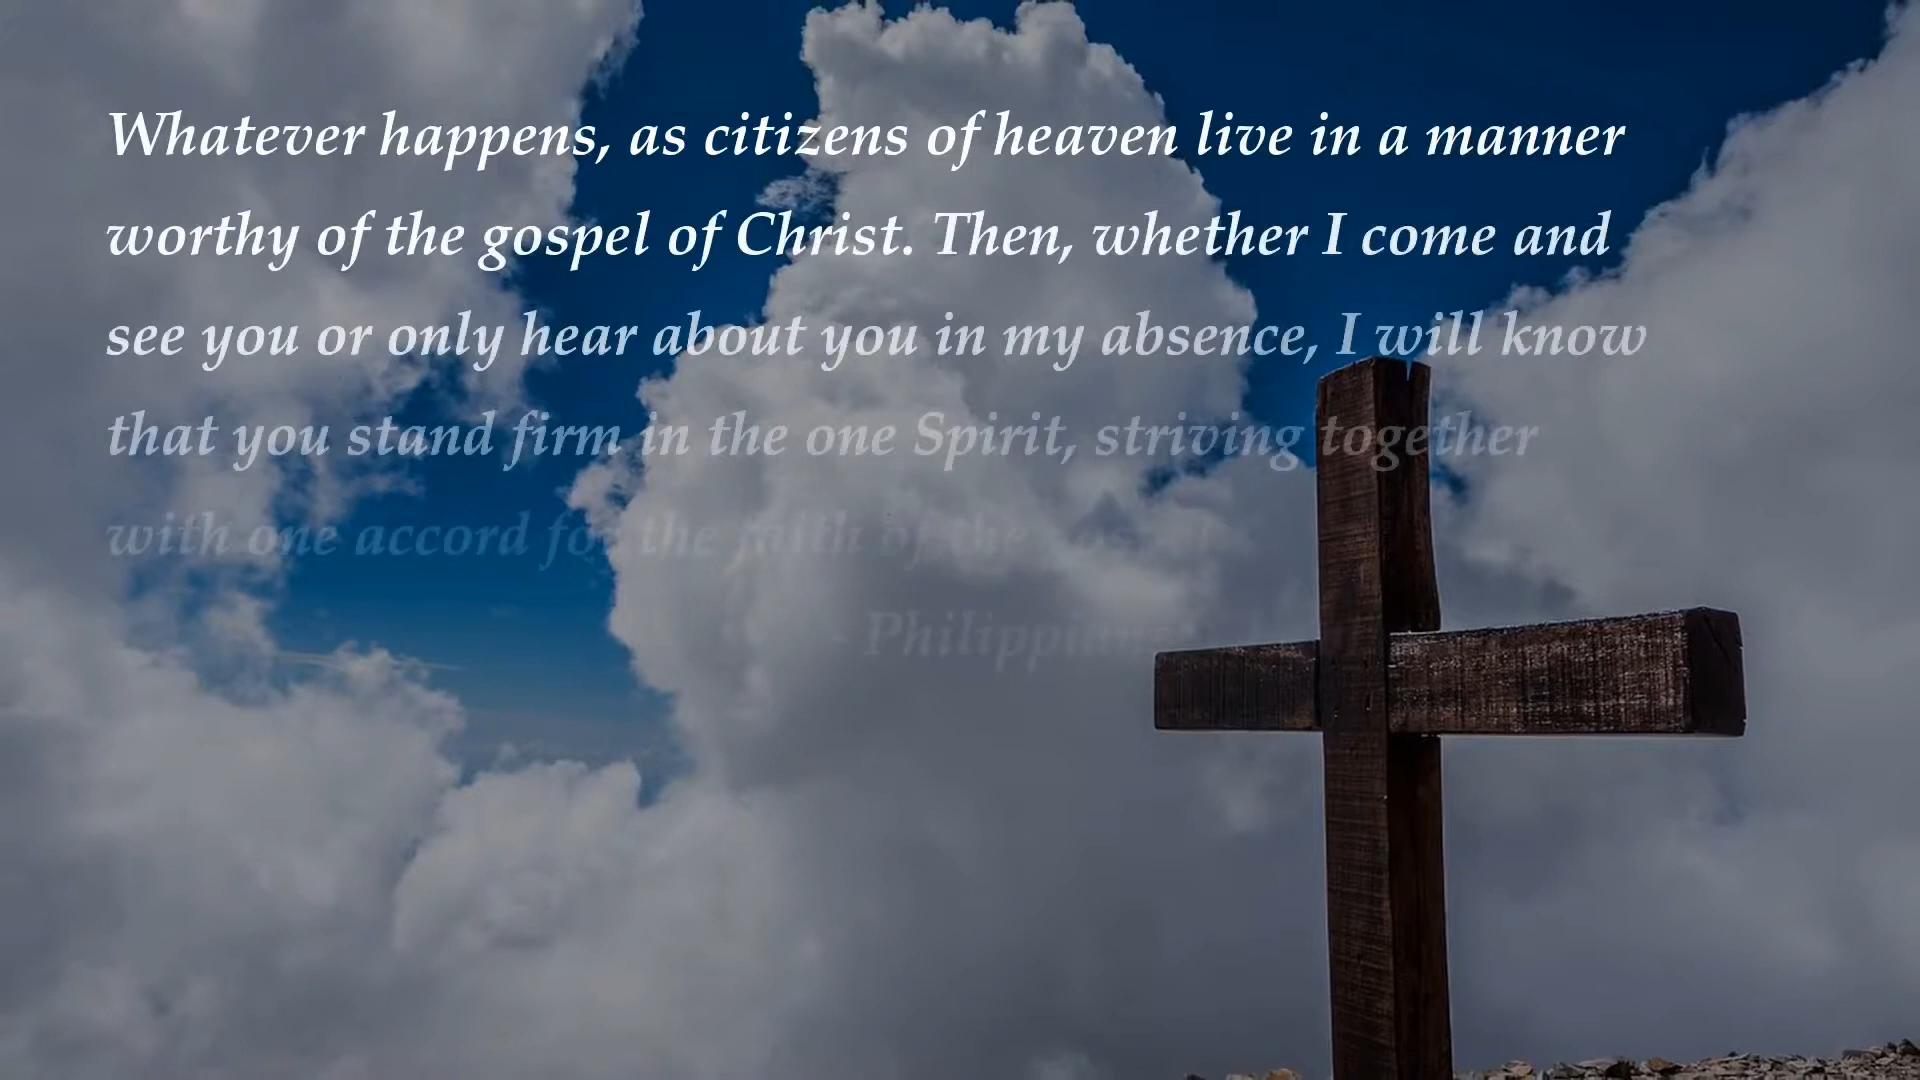 Whatever happens, as citizens of heaven live in a manner
worthy of the gospel of Christ. Then, whether I come and
see you or only hear about you in my absence, I will know
that you stand firm in the one Spirit, striving together
with one accord for the faith of the gospel
- Philippians